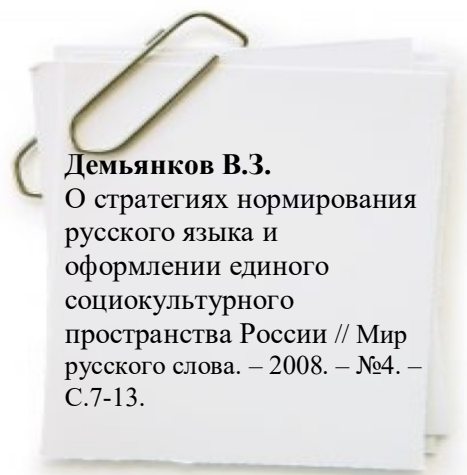 Демьянков В.З.
О стратегиях нормирования
русского языка и
оформлении единого
социокультурного
пространства России // Мир
русского слова. – 2008. – №4. –
С.7-13.